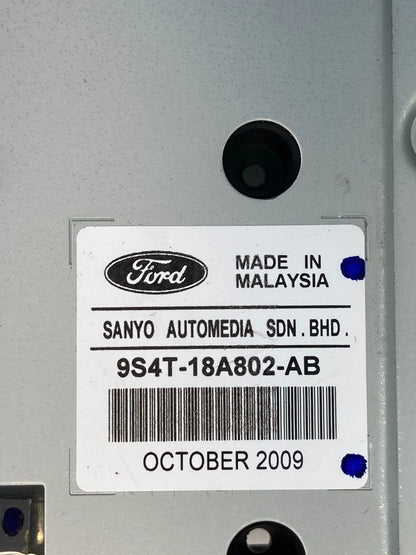 Ford
MADE IN
MALAYSIA
SANYO AUTOMEDIA SDN.BHD.
9S4T-18A802-AB
OCTOBER 2009